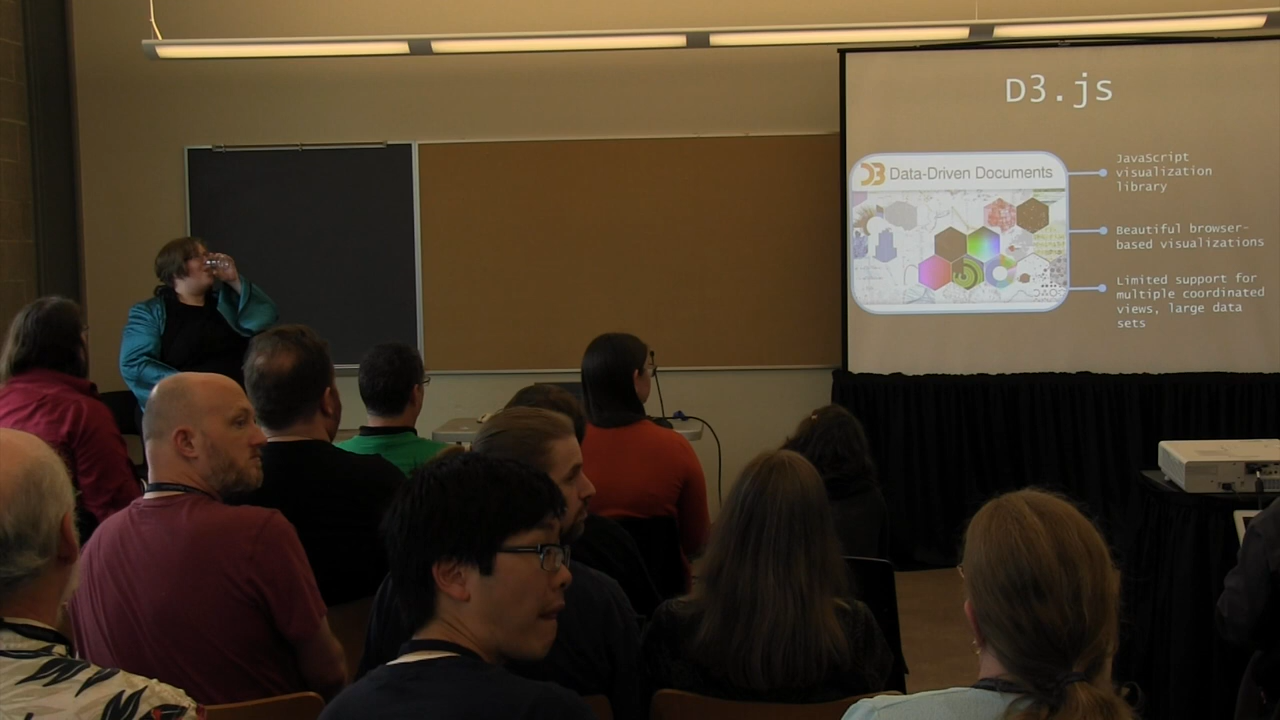 D3.js
D3 Data-Driven Documents
JavaScript
visualization
library
Beautiful browser-
based visualizations
Limited support for
multiple coordinated
views, large data
sets